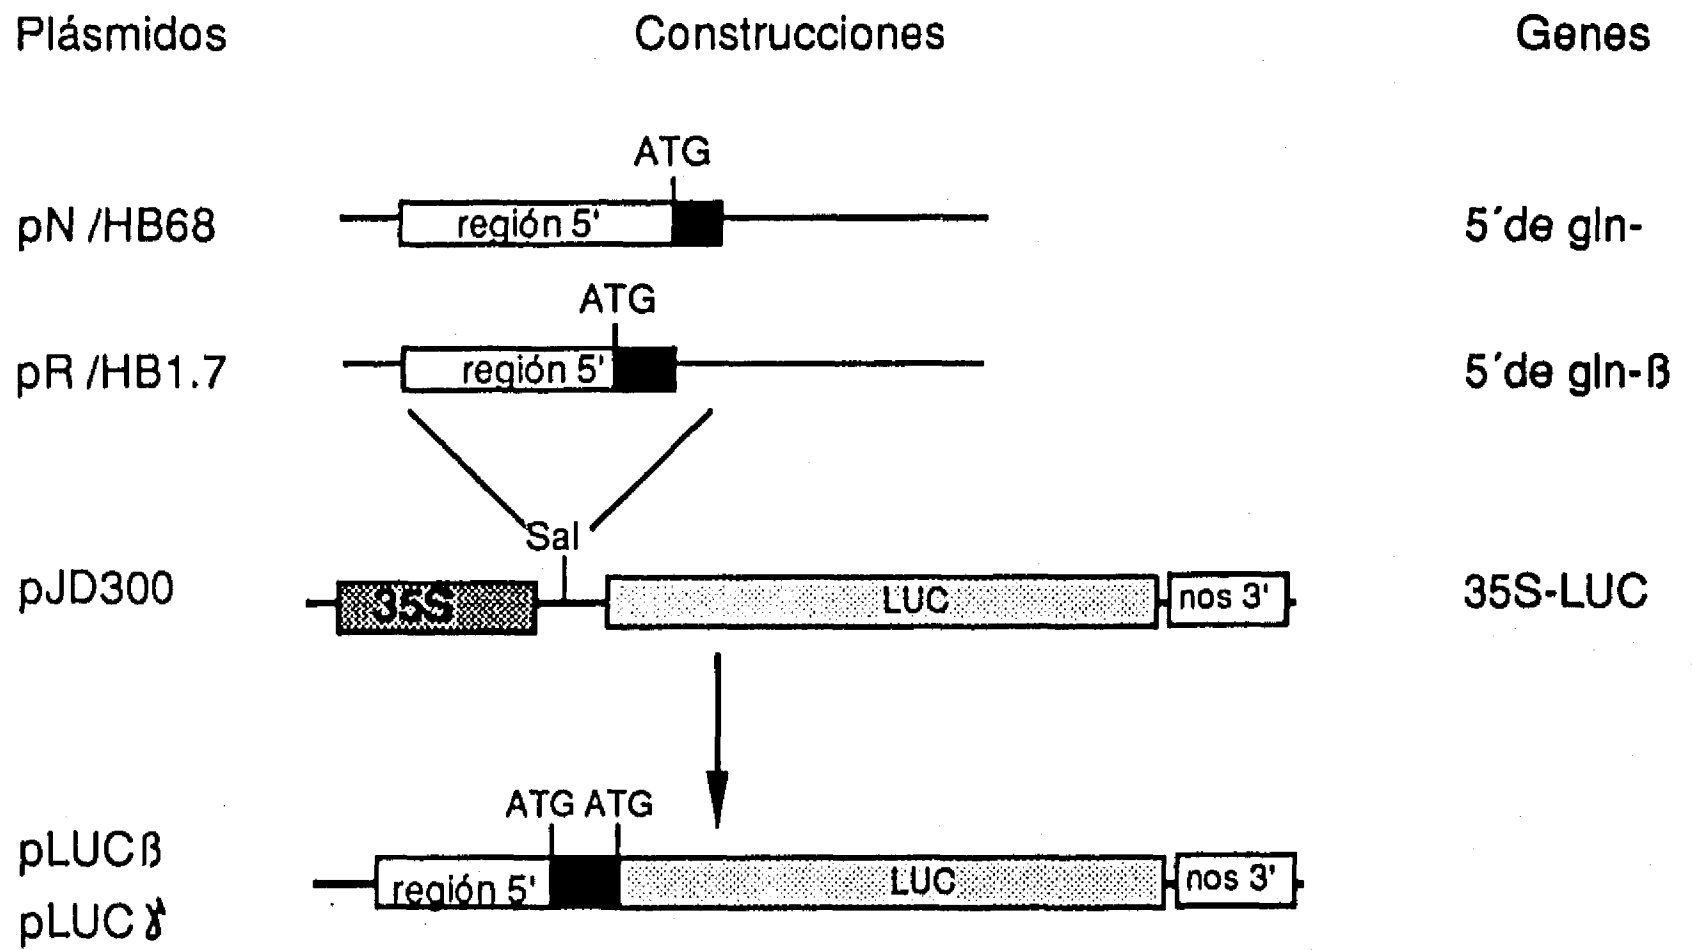 Plásmidos Construcciones Genes
ATG
pN /HB68 región 5' 5´de gln-
ATG
pR /HB1.7 región 5' 5´de gln-ß
Sal
pJD300 35S LUC nos 3' 35S-LUC
ATG ATG
pLUCß
región 5' LUC nos 3'
pLUCɣ